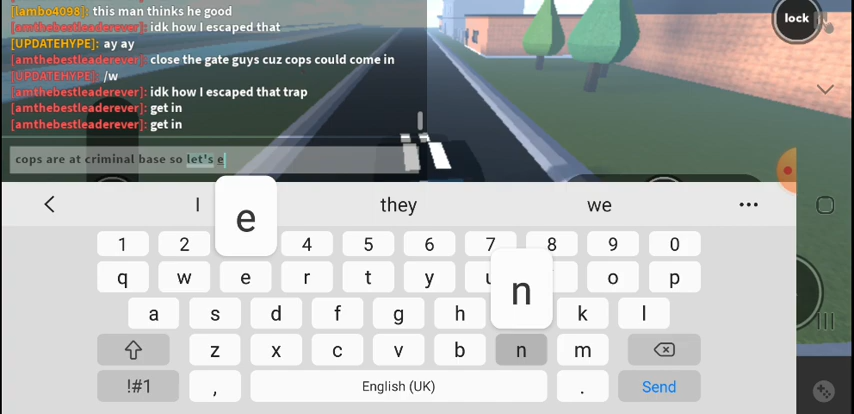 [lambo4098]: this man thinks he good
[amthebestleaderever]: idk how I escaped that
[UPDATEHYPE]: ay ay
[amthebestleaderever]: close the gate guys cuz cops could come in
[UPDATEHYPE]: /w
[amthebestleaderever]: idk how I escaped that trap
[amthebestleaderever]: get in
[amthebestleaderever]: get in
lock
cops are at criminal base so let's e
I they we
e
1 2 4 5 6 7 8 9 0
n
q w e r t y u o p
a s d f g h k l
z x c v b n m
!#1 , English (UK) . Send